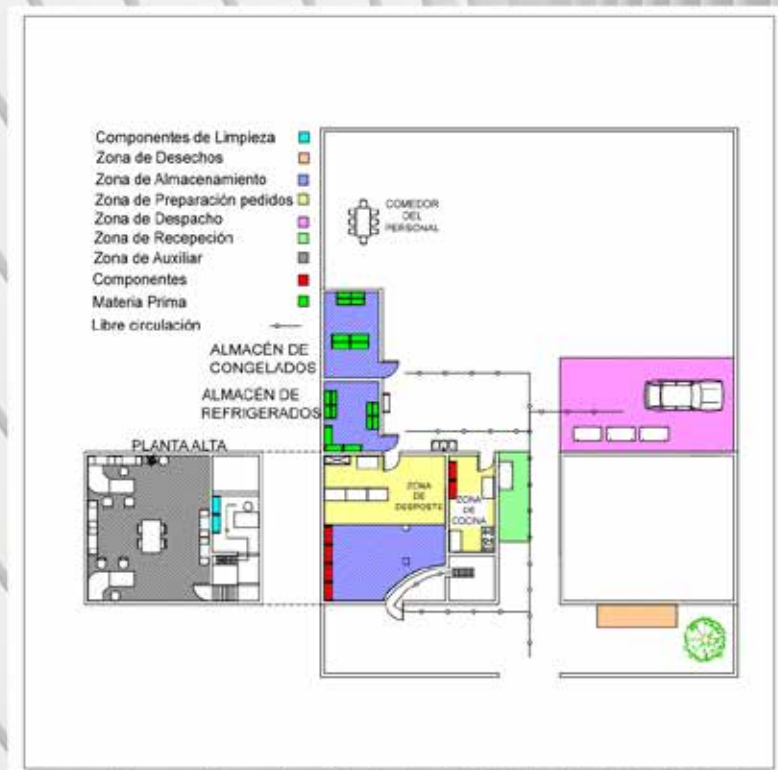 Componentes de Limpieza
Zona de Desechos
Zona de Almacenamiento
Zona de Preparación pedidos
Zona de Despacho
Zona de Recepeción
Zona de Auxiliar
Componentes
Materia Prima
Libre circulación
COMEDOR
DEL
PERSONAL
ALMACÉN DE
CONGELADOS
ALMACÉN DE
REFRIGERADOS
PLANTA ALTA
ZONA
DE
DESPOSTE
ZONA
DE
COCINA